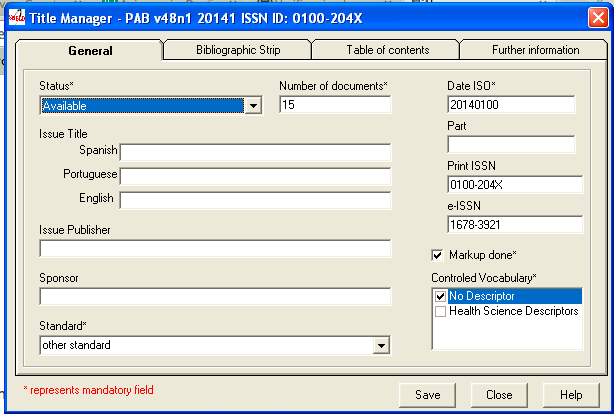 Title Manager - PAB v48n1 20141 ISSN ID: 0100-204X
General
Bibliographic Strip
Table of contents
Further information
Status*
Number of documents*
Date ISO*
Available
15
20140100
Part
Issue Title
Spanish
Portuguese
English
Print ISSN
0100-204X
e-ISSN
1678-3921
Issue Publisher
Markup done*
Sponsor
Controled Vocabulary*
No Descriptor
Health Science Descriptors
Standard*
other standard
* represents mandatory field
Save
Close
Help